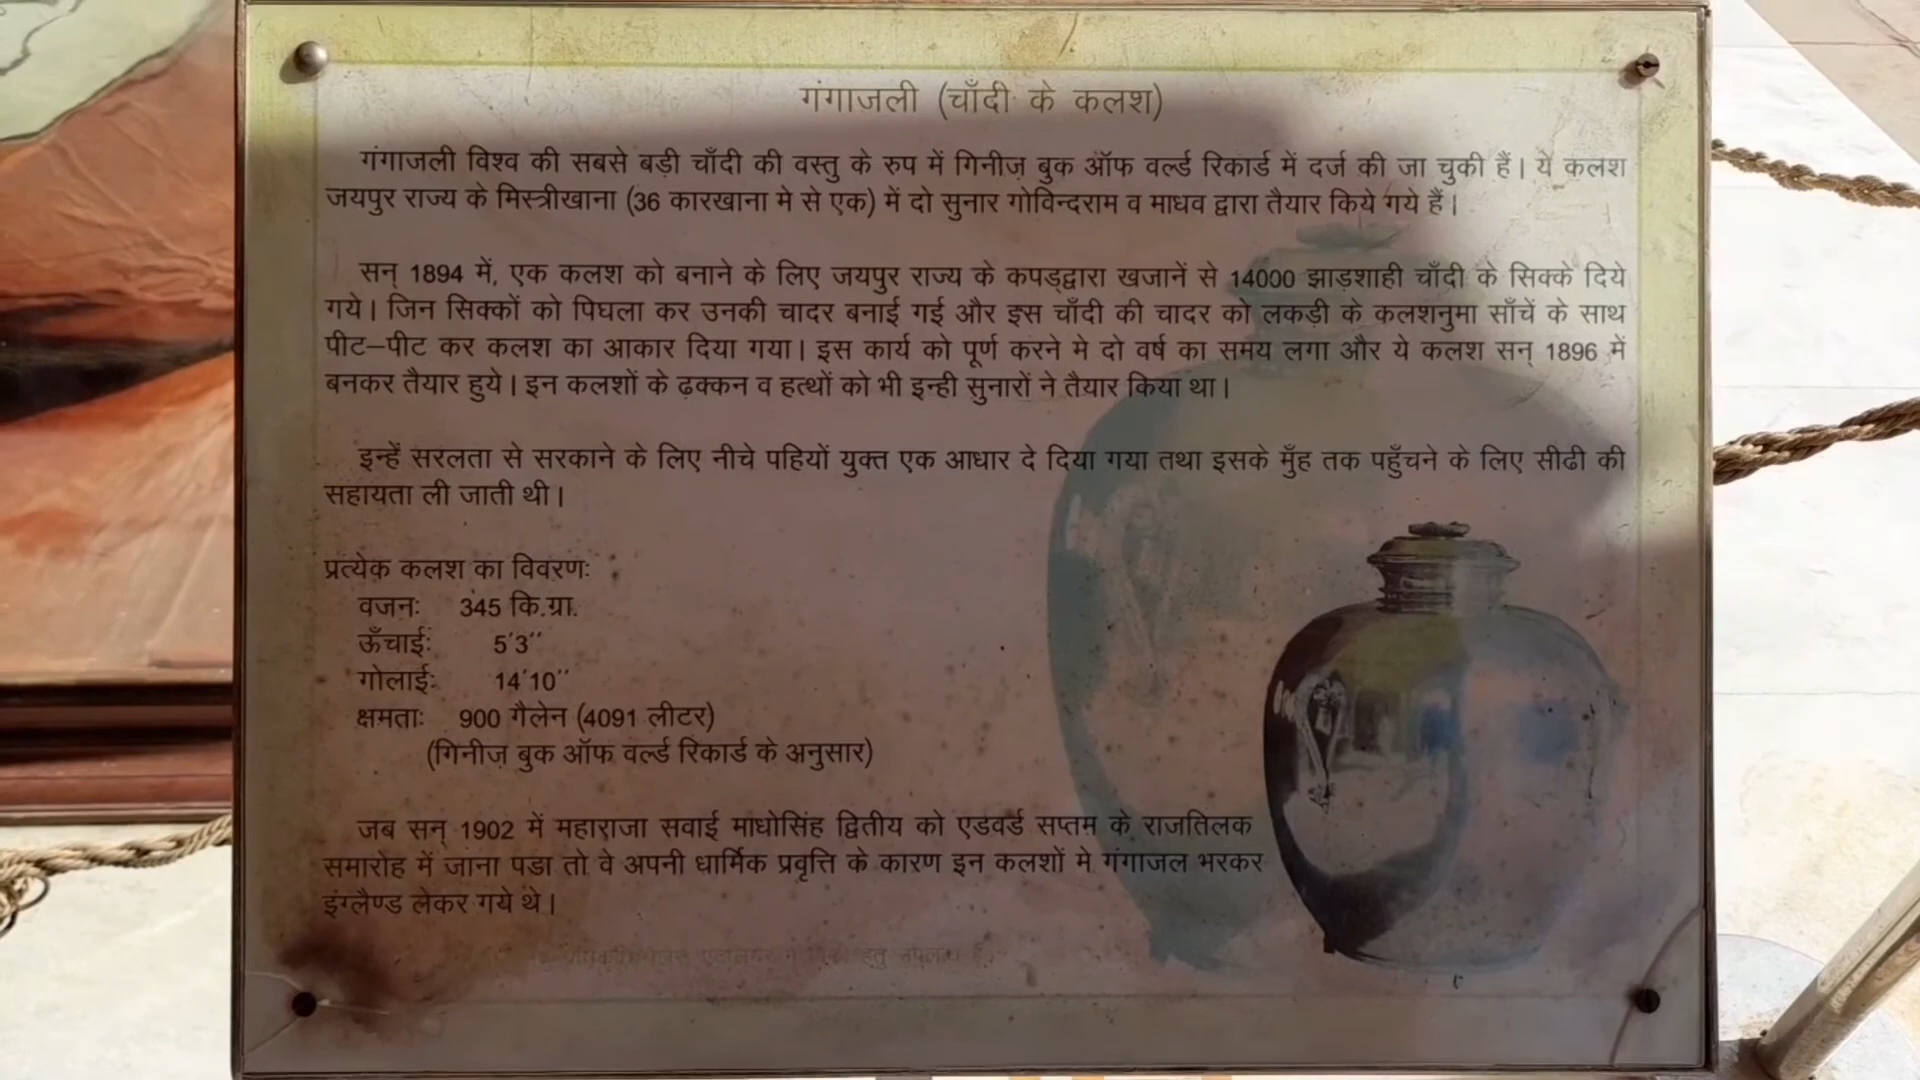 गंगाजली (चाँदी के कलश)
गंगाजली विश्व की सबसे बड़ी चाँदी की वस्तु के रुप में गिनीज़ बुक ऑफ वर्ल्ड रिकार्ड में दर्ज की जा चुकी हैं। ये कलश
जयपुर राज्य के मिस्त्रीखाना (36 कारखाना मे से एक) में दो सुनार गोविन्दराम व माधव द्वारा तैयार किये गये हैं।
सन् 1894 में, एक कलश को बनाने के लिए जयपुर राज्य के कपड्द्वारा खजानें से 14000 झाड़शाही चाँदी के सिक्के दिये
गये। जिन सिक्कों को पिघला कर उनकी चादर बनाई गई और इस चाँदी की चादर को लकड़ी के कलशनुमा साँचें के साथ
पीट–पीट कर कलश का आकार दिया गया। इस कार्य को पूर्ण करने मे दो वर्ष का समय लगा और ये कलश सन् 1896 में
बनकर तैयार हुये। इन कलशों के ढ़क्कन व हत्थों को भी इन्ही सुनारों ने तैयार किया था।
इन्हें सरलता से सरकाने के लिए नीचे पहियों युक्त एक आधार दे दिया गया तथा इसके मुँह तक पहुँचने के लिए सीढी की
सहायता ली जाती थी।
प्रत्येक कलश का विवरणः
वजनः 345 कि.ग्रा.
ऊँचाईः 5'3''
गोलाईः 14'10''
क्षमताः 900 गैलेन (4091 लीटर)
(गिनीज़ बुक ऑफ वर्ल्ड रिकार्ड के अनुसार)
जब सन् 1902 में महाराजा सवाई माधोसिंह द्वितीय को एडवर्ड सप्तम के राजतिलक
समारोह में जाना पडा तो वे अपनी धार्मिक प्रवृत्ति के कारण इन कलशों मे गंगाजल भरकर
इंग्लैण्ड लेकर गये थे।